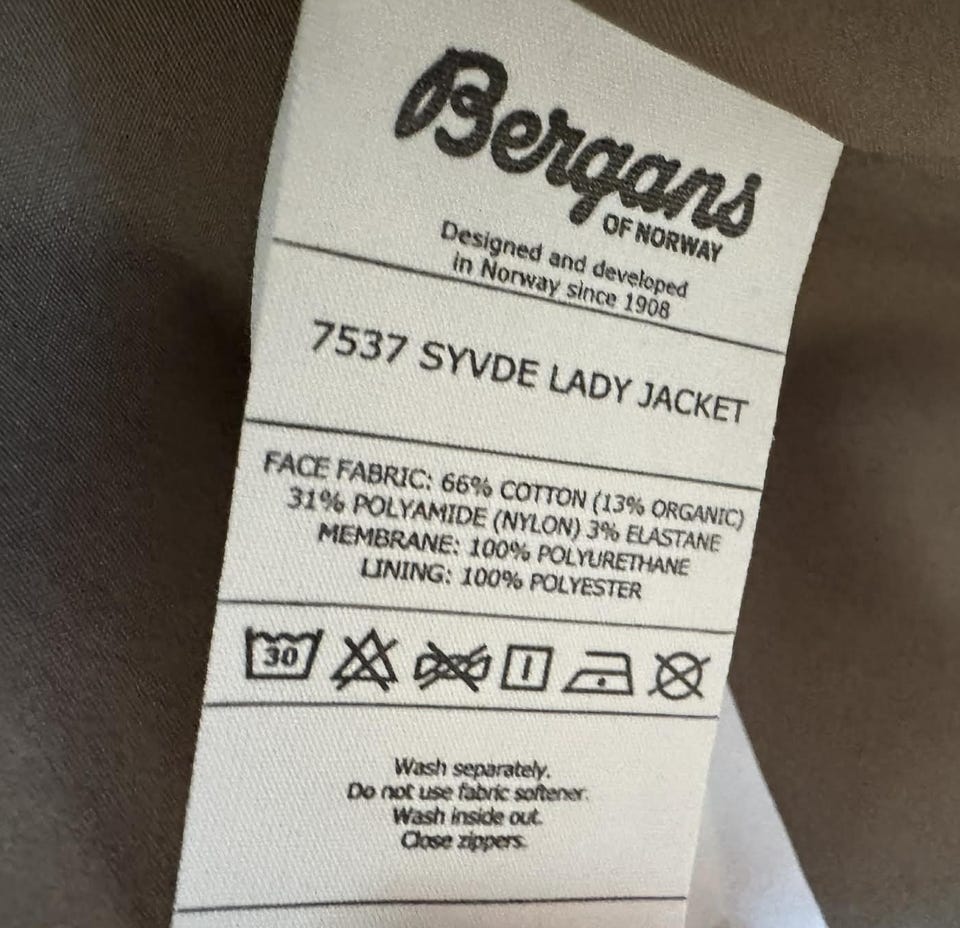 Bergans
OF NORWAY
Designed and developed
in Norway since 1908
7537 SYVDE LADY JACKET
FACE FABRIC: 66% COTTON (13% ORGANIC)
31% POLYAMIDE (NYLON) 3% ELASTANE
MEMBRANE: 100% POLYURETHANE
LINING: 100% POLYESTER
30
Wash separately.
Do not use fabric softener.
Wash inside out.
Close zippers.